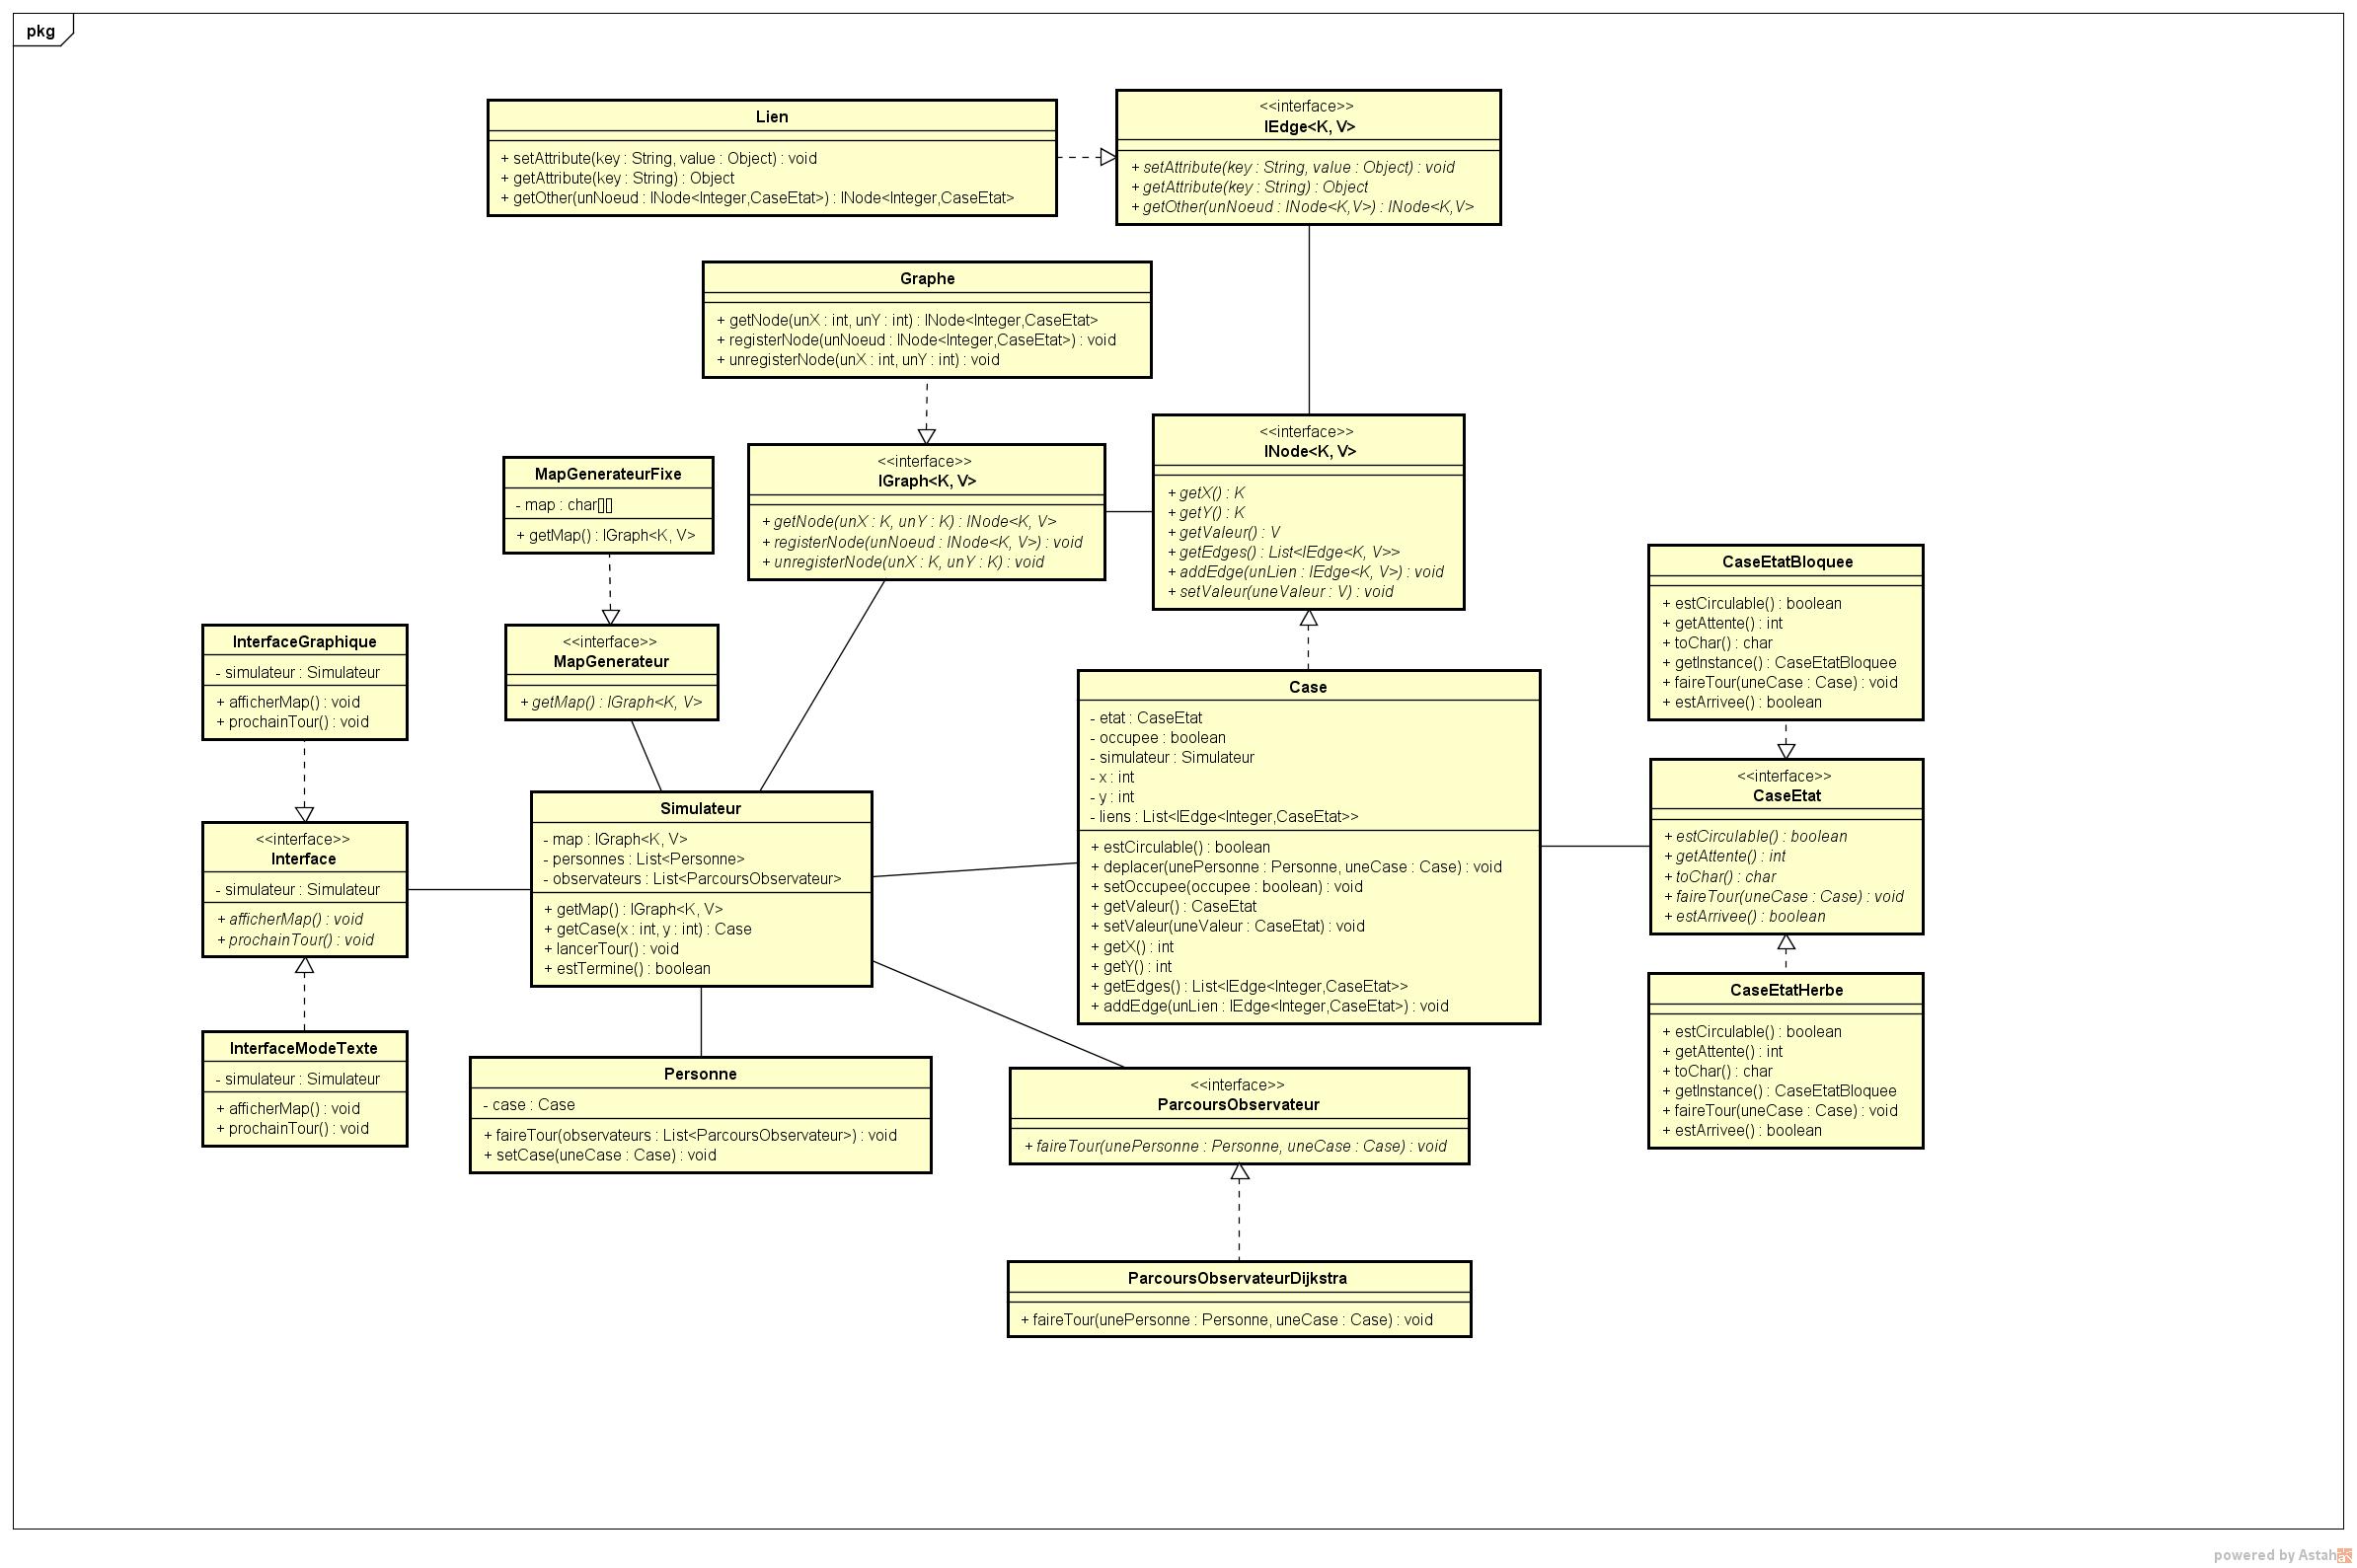 pkg
Lien
+ setAttribute(key : String, value : Object) : void
+ getAttribute(key : String) : Object
+ getOther(unNoeud : INode<Integer,CaseEtat>) : INode<Integer,CaseEtat>
<<interface>>
IEdge<K, V>
+ setAttribute(key : String, value : Object) : void
+ getAttribute(key : String) : Object
+ getOther(unNoeud : INode<K,V>) : INode<K,V>
Graphe
+ getNode(unX : int, unY : int) : INode<Integer,CaseEtat>
+ registerNode(unNoeud : INode<Integer,CaseEtat>) : void
+ unregisterNode(unX : int, unY : int) : void
<<interface>>
INode<K, V>
+ getX() : K
+ getY() : K
+ getValeur() : V
+ getEdges() : List<IEdge<K, V>>
+ addEdge(unLien : IEdge<K, V>) : void
+ setValeur(uneValeur : V) : void
<<interface>>
IGraph<K, V>
+ getNode(unX : K, unY : K) : INode<K, V>
+ registerNode(unNoeud : INode<K, V>) : void
+ unregisterNode(unX : K, unY : K) : void
MapGenerateurFixe
- map : char[][]
+ getMap() : IGraph<K, V>
<<interface>>
MapGenerateur
+ getMap() : IGraph<K, V>
InterfaceGraphique
- simulateur : Simulateur
+ afficherMap() : void
+ prochainTour() : void
<<interface>>
Interface
- simulateur : Simulateur
+ afficherMap() : void
+ prochainTour() : void
InterfaceModeTexte
- simulateur : Simulateur
+ afficherMap() : void
+ prochainTour() : void
Simulateur
- map : IGraph<K, V>
- personnes : List<Personne>
- observateurs : List<ParcoursObservateur>
+ getMap() : IGraph<K, V>
+ getCase(x : int, y : int) : Case
+ lancerTour() : void
+ estTermine() : boolean
Case
- etat : CaseEtat
- occupee : boolean
- simulateur : Simulateur
- x : int
- y : int
- liens : List<IEdge<Integer,CaseEtat>>
+ estCirculable() : boolean
+ deplacer(unePersonne : Personne, uneCase : Case) : void
+ setOccupee(occupee : boolean) : void
+ getValeur() : CaseEtat
+ setValeur(uneValeur : CaseEtat) : void
+ getX() : int
+ getY() : int
+ getEdges() : List<IEdge<Integer,CaseEtat>>
+ addEdge(unLien : IEdge<Integer,CaseEtat>) : void
CaseEtatBloquee
+ estCirculable() : boolean
+ getAttente() : int
+ toChar() : char
+ getInstance() : CaseEtatBloquee
+ faireTour(uneCase : Case) : void
+ estArrivee() : boolean
<<interface>>
CaseEtat
+ estCirculable() : boolean
+ getAttente() : int
+ toChar() : char
+ faireTour(uneCase : Case) : void
+ estArrivee() : boolean
CaseEtatHerbe
+ estCirculable() : boolean
+ getAttente() : int
+ toChar() : char
+ getInstance() : CaseEtatBloquee
+ faireTour(uneCase : Case) : void
+ estArrivee() : boolean
Personne
- case : Case
+ faireTour(observateurs : List<ParcoursObservateur>) : void
+ setCase(uneCase : Case) : void
<<interface>>
ParcoursObservateur
+ faireTour(unePersonne : Personne, uneCase : Case) : void
ParcoursObservateurDijkstra
+ faireTour(unePersonne : Personne, uneCase : Case) : void
powered by Astah